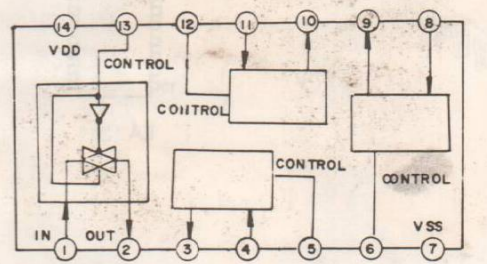 14 13 12 11 10 9 8
VDD
CONTROL
CONTROL
CONTROL
CONTROL
VSS
IN OUT
1 2 3 4 5 6 7